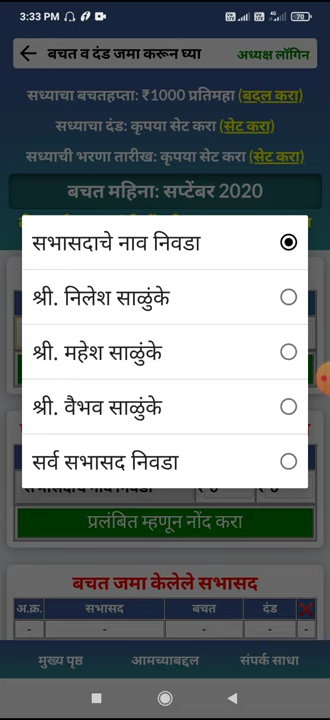 3:33 PM
70
बचत व दंड जमा करून घ्या
अध्यक्ष लॉगिन
सध्याचा बचतहप्ता: ₹1000 प्रतिमहा (बदल करा)
सध्याचा दंड: कृपया सेट करा (सेट करा)
सध्याची भरणा तारीख: कृपया सेट करा (सेट करा)
बचत महिना: सप्टेंबर 2020
सभासदाचे नाव निवडा
श्री. निलेश साळुंके
श्री. महेश साळुंके
श्री. वैभव साळुंके
सर्व सभासद निवडा
प्रलंबित म्हणून नोंद करा
बचत जमा केलेले सभासद
अ.क्र. सभासद बचत दंड
- - - - -
मुख्य पृष्ठ आमच्याबद्दल संपर्क साधा